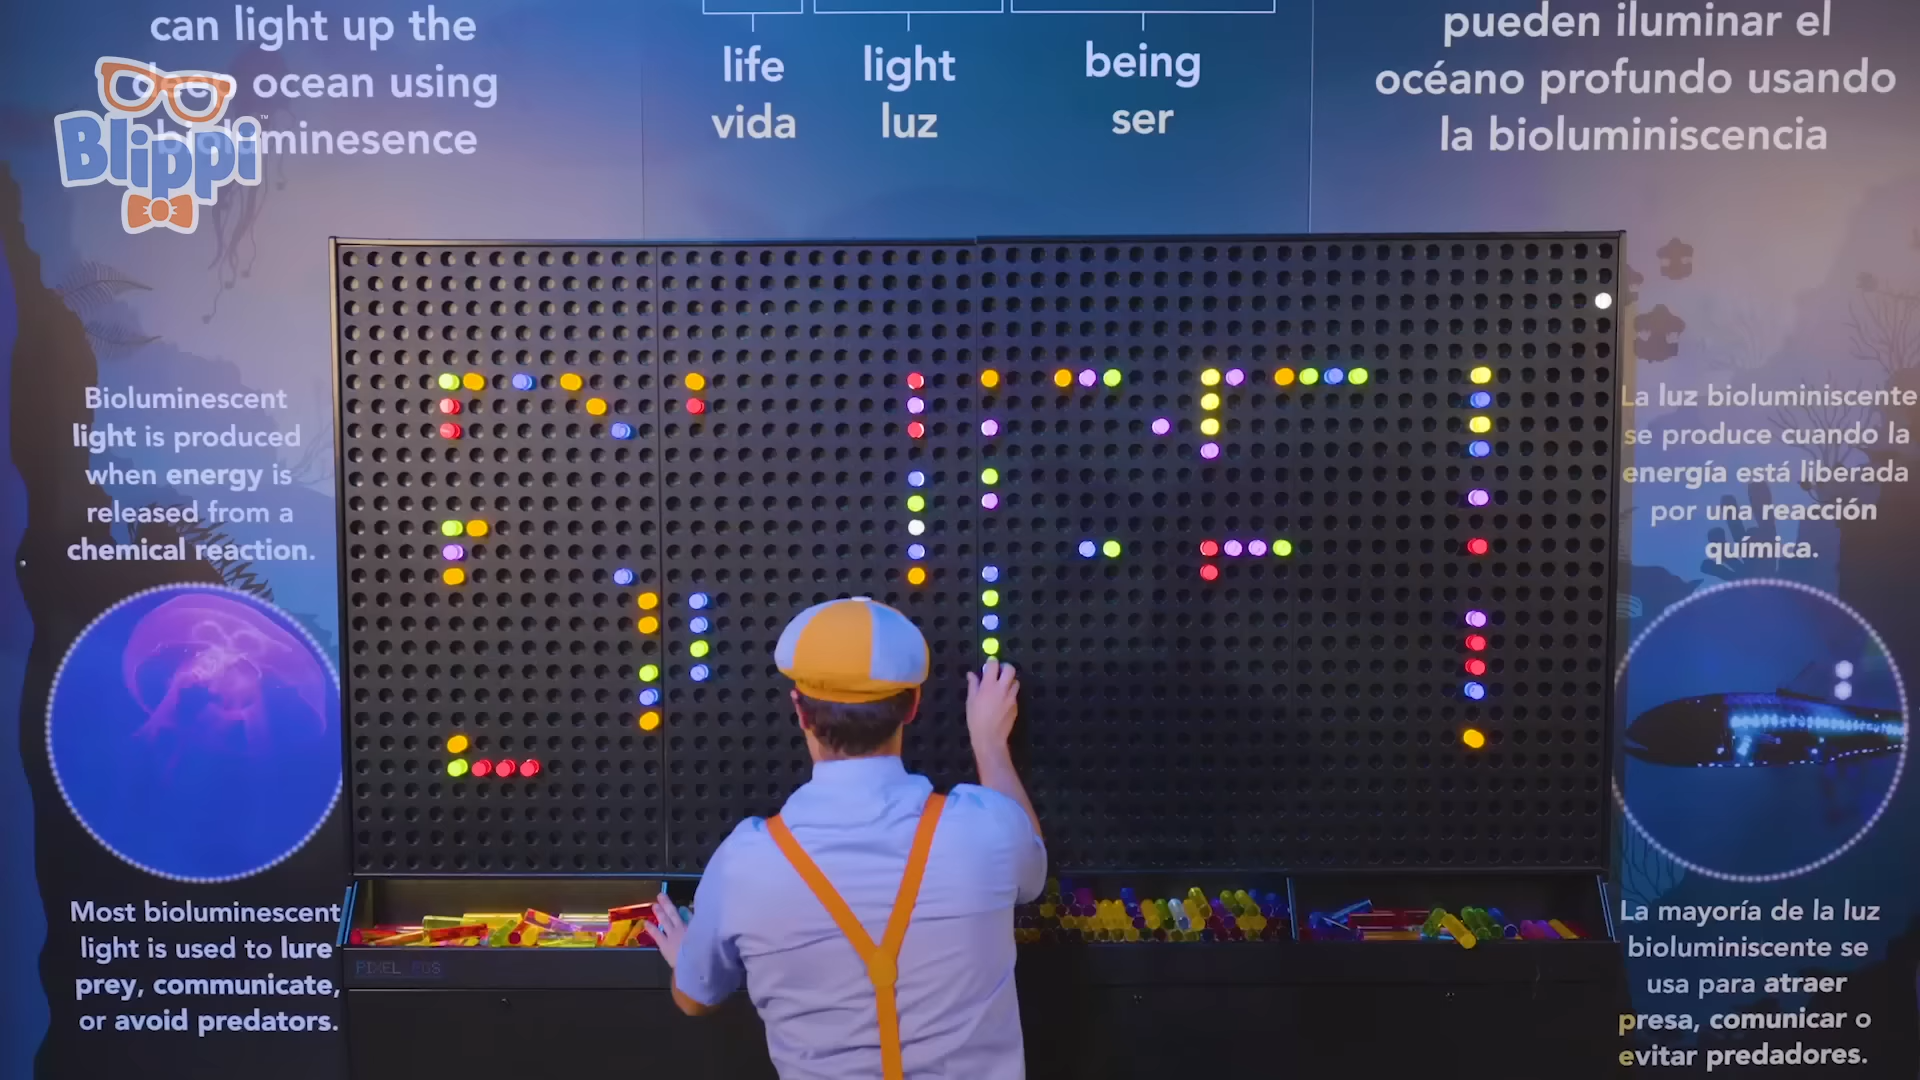 can light up the
deep ocean using
bioluminesence
life
vida
light
luz
being
ser
pueden iluminar el
océano profundo usando
la bioluminiscencia
Blippi
Bioluminescent
light is produced
when energy is
released from a
chemical reaction.
La luz bioluminiscente
se produce cuando la
energía está liberada
por una reacción
química.
Most bioluminescent
light is used to lure
prey, communicate,
or avoid predators.
La mayoría de la luz
bioluminiscente se
usa para atraer
presa, comunicar o
evitar predadores.